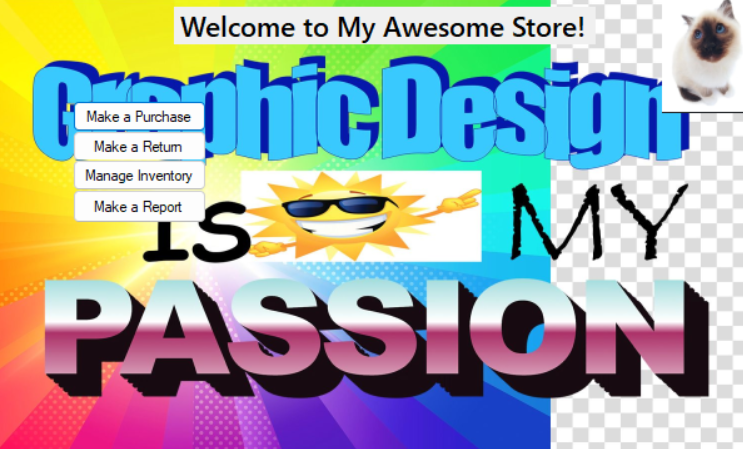 Welcome to My Awesome Store!
Graphic Design
Make a Purchase
Make a Return
Manage Inventory
Make a Report
is MY
PASSION